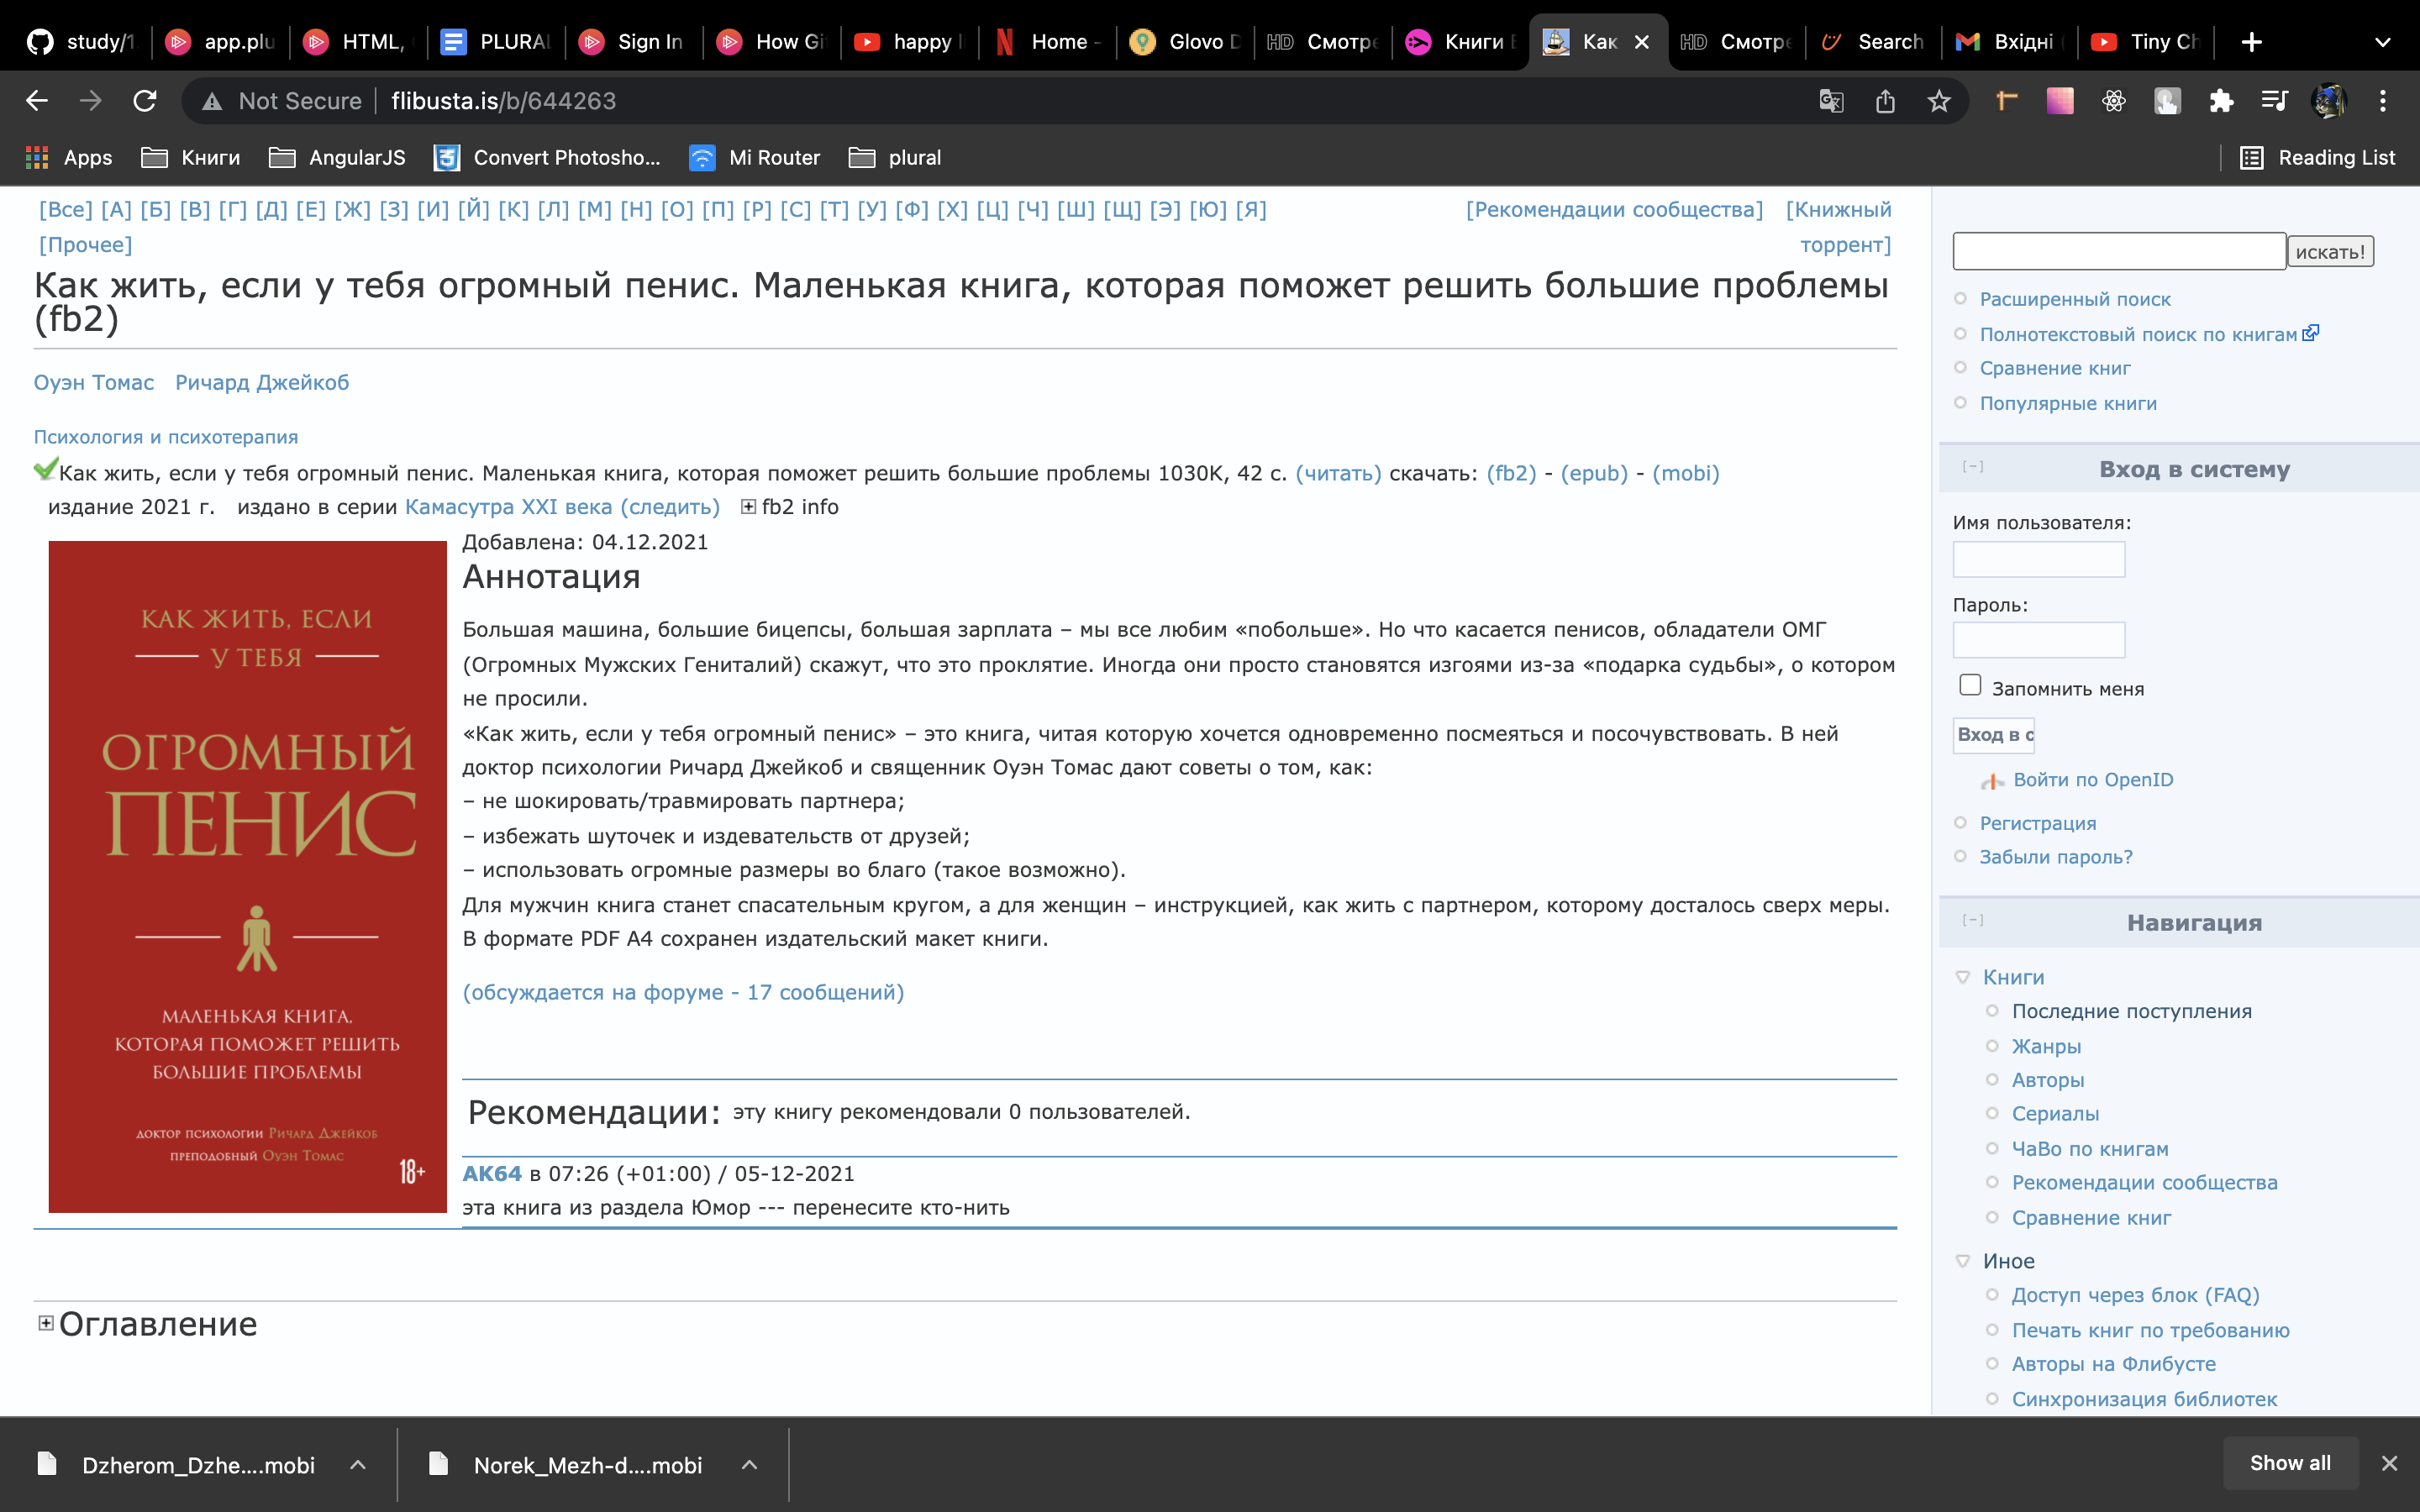 study/1
app.plu
HTML,
PLURAL
Sign In
How Gi
happy
Home -
Glovo D
HD Смотре
Книги
Как
HD Смотре
Search
Вхідні
Tiny Ch
Not Secure
flibusta.is/b/644263
Apps
Книги
AngularJS
Convert Photosho...
Mi Router
plural
Reading List
[Все] [А] [Б] [В] [Г] [Д] [Е] [Ж] [З] [И] [Й] [К] [Л] [М] [Н] [О] [П] [Р] [С] [Т] [У] [Ф] [Х] [Ц] [Ч] [Ш] [Щ] [Э] [Ю] [Я]
[Прочее]
[Рекомендации сообщества] [Книжный
торрент]
Как жить, если у тебя огромный пенис. Маленькая книга, которая поможет решить большие проблемы
(fb2)
Оуэн Томас Ричард Джейкоб
Психология и психотерапия
Как жить, если у тебя огромный пенис. Маленькая книга, которая поможет решить большие проблемы 1030K, 42 с. (читать) скачать: (fb2) - (epub) - (mobi)
издание 2021 г. издано в серии Камасутра XXI века (следить) fb2 info
КАК ЖИТЬ, ЕСЛИ
У ТЕБЯ
ОГРОМНЫЙ
ПЕНИС
МАЛЕНЬКАЯ КНИГА,
КОТОРАЯ ПОМОЖЕТ РЕШИТЬ
БОЛЬШИЕ ПРОБЛЕМЫ
ДОКТОР ПСИХОЛОГИИ РИЧАРД ДЖЕЙКОБ
ПРЕПОДОБНЫЙ ОУЭН ТОМАС
18+
Добавлена: 04.12.2021
Аннотация
Большая машина, большие бицепсы, большая зарплата – мы все любим «побольше». Но что касается пенисов, обладатели ОМГ
(Огромных Мужских Гениталий) скажут, что это проклятие. Иногда они просто становятся изгоями из-за «подарка судьбы», о котором
не просили.
«Как жить, если у тебя огромный пенис» – это книга, читая которую хочется одновременно посмеяться и посочувствовать. В ней
доктор психологии Ричард Джейкоб и священник Оуэн Томас дают советы о том, как:
– не шокировать/травмировать партнера;
– избежать шуточек и издевательств от друзей;
– использовать огромные размеры во благо (такое возможно).
Для мужчин книга станет спасательным кругом, а для женщин – инструкцией, как жить с партнером, которому досталось сверх меры.
В формате PDF A4 сохранен издательский макет книги.
(обсуждается на форуме - 17 сообщений)
Рекомендации: эту книгу рекомендовали 0 пользователей.
AK64 в 07:26 (+01:00) / 05-12-2021
эта книга из раздела Юмор --- перенесите кто-нить
Оглавление
искать!
Расширенный поиск
Полнотекстовый поиск по книгам
Сравнение книг
Популярные книги
[-] Вход в систему
Имя пользователя:
Пароль:
Запомнить меня
Вход в с
Войти по OpenID
Регистрация
Забыли пароль?
[-] Навигация
Книги
Последние поступления
Жанры
Авторы
Сериалы
ЧаВо по книгам
Рекомендации сообщества
Сравнение книг
Иное
Доступ через блок (FAQ)
Печать книг по требованию
Авторы на Флибусте
Синхронизация библиотек
Dzherom_Dzhe....mobi
Norek_Mezh-d....mobi
Show all